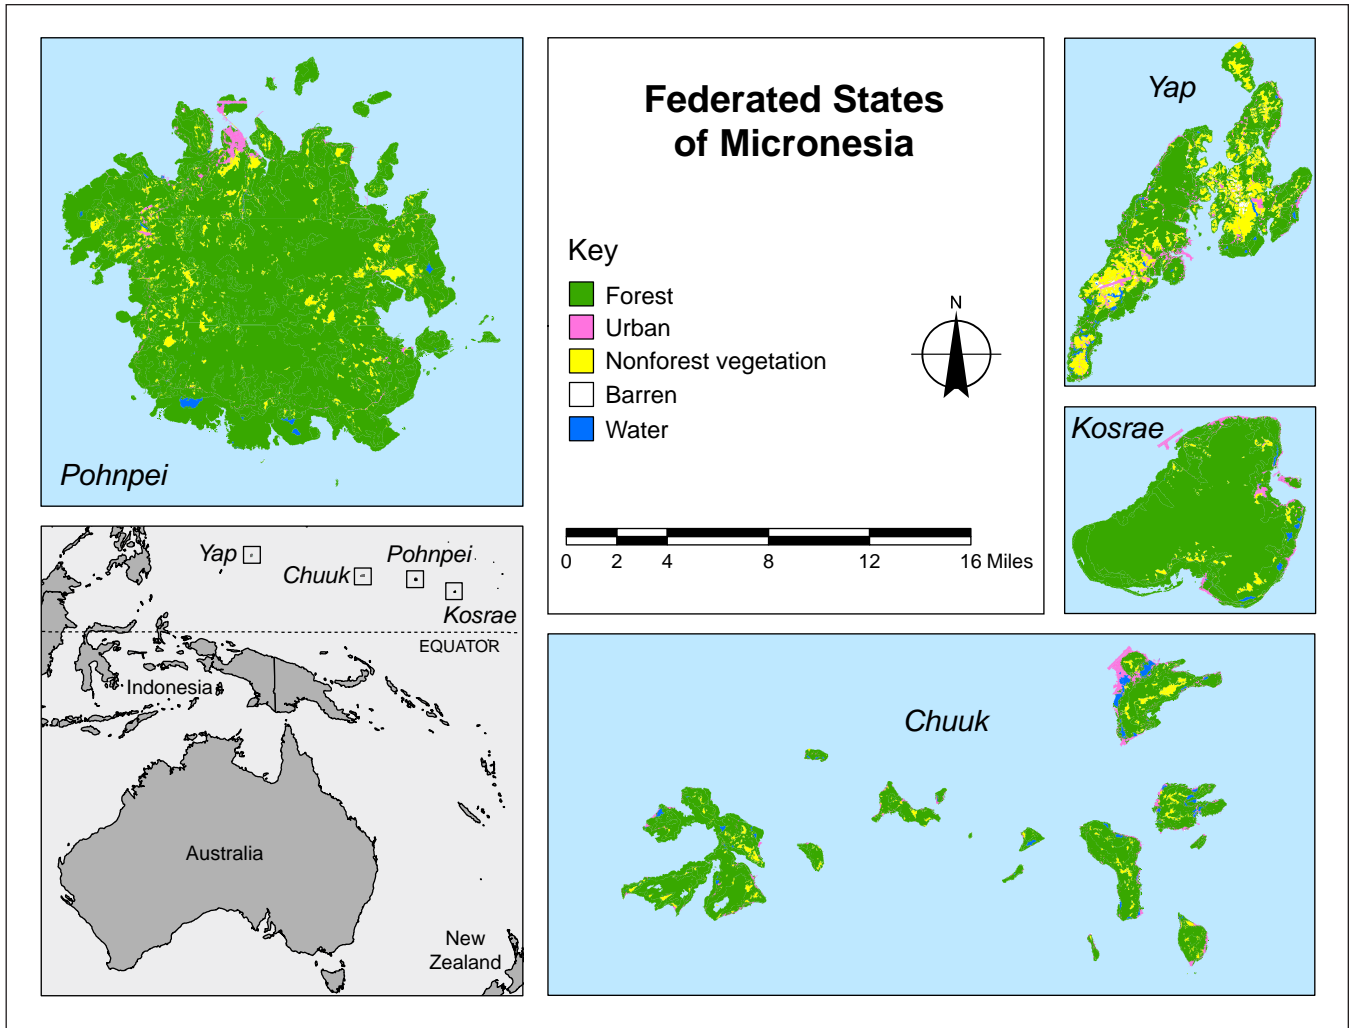 Federated States
of Micronesia
Key
Forest
Urban
Nonforest vegetation
Barren
Water
N
0 2 4 8 12 16 Miles
Pohnpei
Yap
Kosrae
Yap
Pohnpei
Chuuk
Kosrae
EQUATOR
Indonesia
Australia
New
Zealand
Chuuk